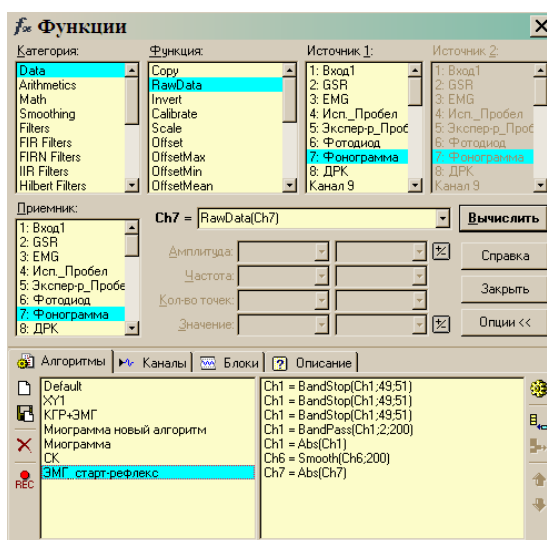 fʊɛ Функции
Категория:
Data
Arithmetics
Math
Smoothing
Filters
FIR Filters
FIRN Filters
IIR Filters
Hilbert Filters
Функция:
Copy
RawData
Invert
Calibrate
Scale
Offset
OffsetMax
OffsetMin
OffsetMean
Источник 1:
1: Вход1
2: GSR
3: EMG
4: Исп._Пробел
5: Экспер-р_Проб
6: Фотодиод
7: Фонограмма
8: ДРК
Канал 9
Источник 2:
1: Вход1
2: GSR
3: EMG
4: Исп._Пробел
5: Экспер-р_Проб
6: Фотодиод
7: Фонограмма
8: ДРК
Канал 9
Приемник:
1: Вход1
2: GSR
3: EMG
4: Исп._Пробел
5: Экспер-р_Пробе
6: Фотодиод
7: Фонограмма
8: ДРК
Ch7 = RawData(Ch7)
Амплитуда:
Частота:
Кол-во точек:
Значение:
Вычислить
Справка
Закрыть
Опции <<
Алгоритмы
Каналы
Блоки
Описание
Default
XY1
КГР+ЭМГ
Миограмма новый алгоритм
Миограмма
СК
ЭМГ_старт-рефлекс
REC
Ch1 = BandStop(Ch1;49;51)
Ch1 = BandStop(Ch1;49;51)
Ch1 = BandStop(Ch1;49;51)
Ch1 = BandPass(Ch1;2;200)
Ch1 = Abs(Ch1)
Ch6 = Smooth(Ch6;200)
Ch7 = Abs(Ch7)